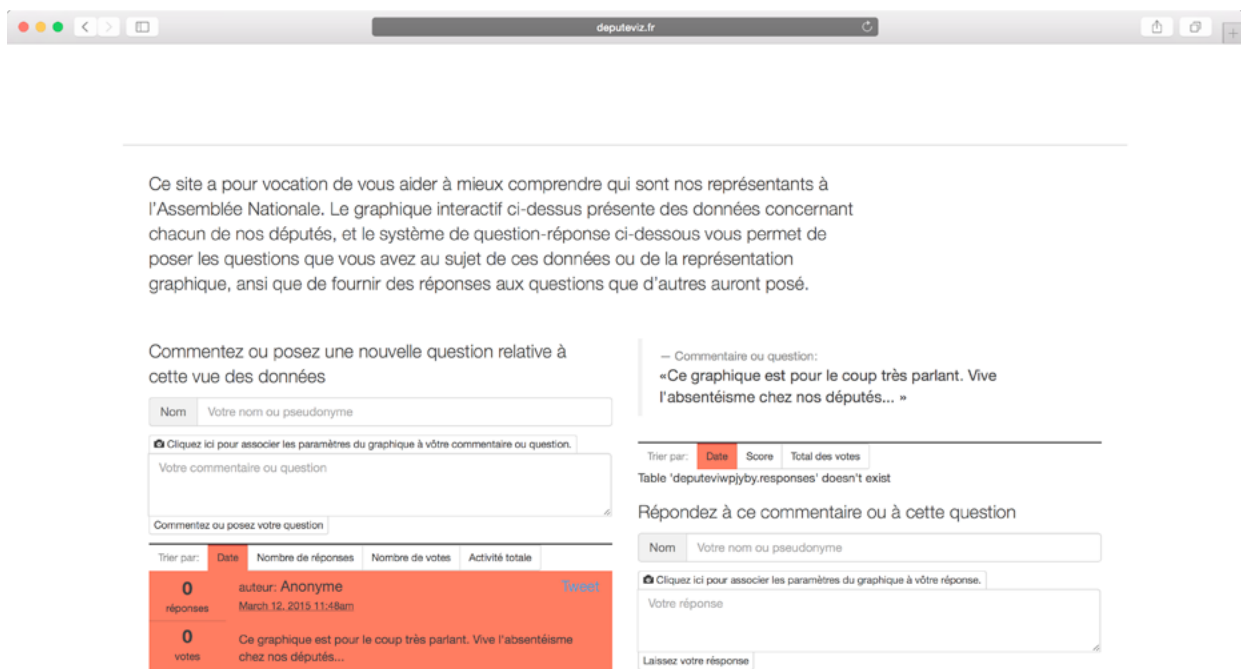 deputeviz.fr
Ce site a pour vocation de vous aider à mieux comprendre qui sont nos représentants à
l'Assemblée Nationale. Le graphique interactif ci-dessus présente des données concernant
chacun de nos députés, et le système de question-réponse ci-dessous vous permet de
poser les questions que vous avez au sujet de ces données ou de la représentation
graphique, ansi que de fournir des réponses aux questions que d'autres auront posé.
Commentez ou posez une nouvelle question relative à
cette vue des données
Nom Votre nom ou pseudonyme
Cliquez ici pour associer les paramètres du graphique à vôtre commentaire ou question.
Votre commentaire ou question
Commentez ou posez votre question
Trier par: Date Nombre de réponses Nombre de votes Activité totale
0 auteur: Anonyme Tweet
réponses March 12, 2015 11:48am
0 Ce graphique est pour le coup très parlant. Vive l'absentéisme
votes chez nos députés...
— Commentaire ou question:
«Ce graphique est pour le coup très parlant. Vive
l'absentéisme chez nos députés... »
Trier par: Date Score Total des votes
Table 'deputeviwpjyby.responses' doesn't exist
Répondez à ce commentaire ou à cette question
Nom Votre nom ou pseudonyme
Cliquez ici pour associer les paramètres du graphique à vôtre réponse.
Votre réponse
Laissez votre résponse